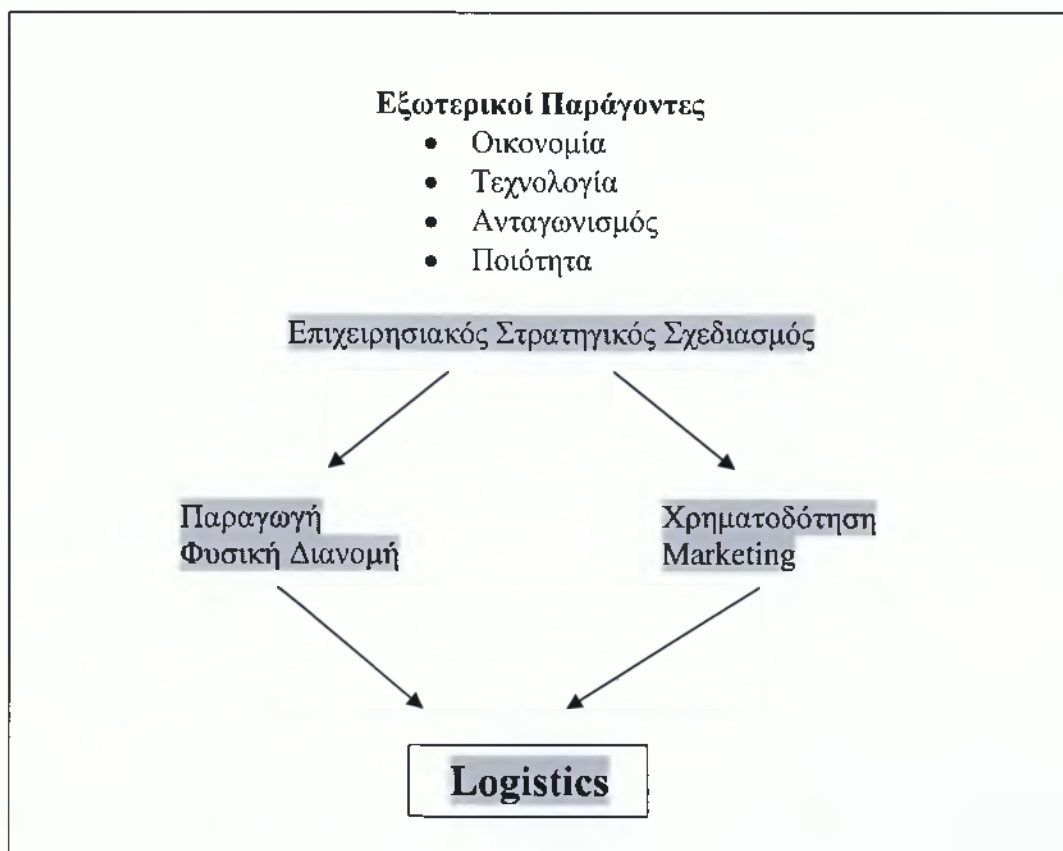 Εξωτερικοί Παράγοντες
• Οικονομία
• Τεχνολογία
• Ανταγωνισμός
• Ποιότητα
Επιχειρησιακός Στρατηγικός Σχεδιασμός
Παραγωγή
Φυσική Διανομή
Χρηματοδότηση
Marketing
Logistics